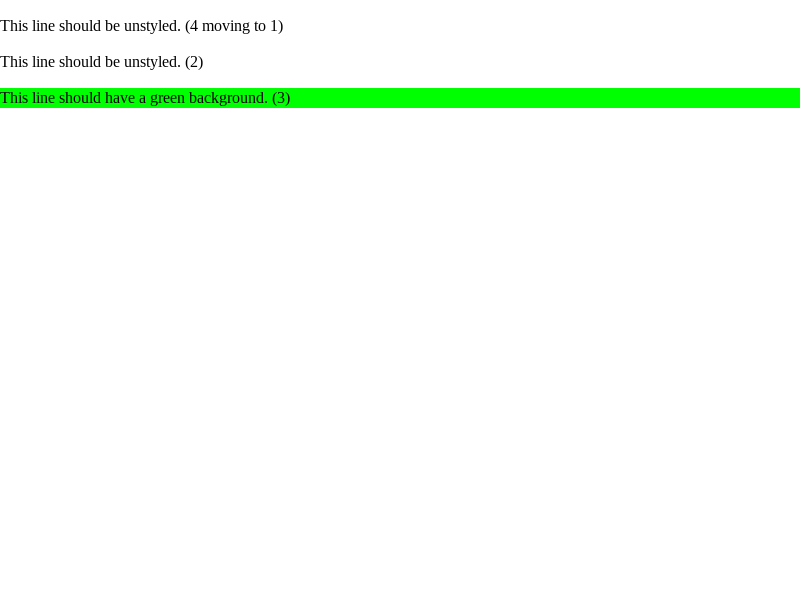 This line should be unstyled. (4 moving to 1)
This line should be unstyled. (2)
This line should have a green background. (3)